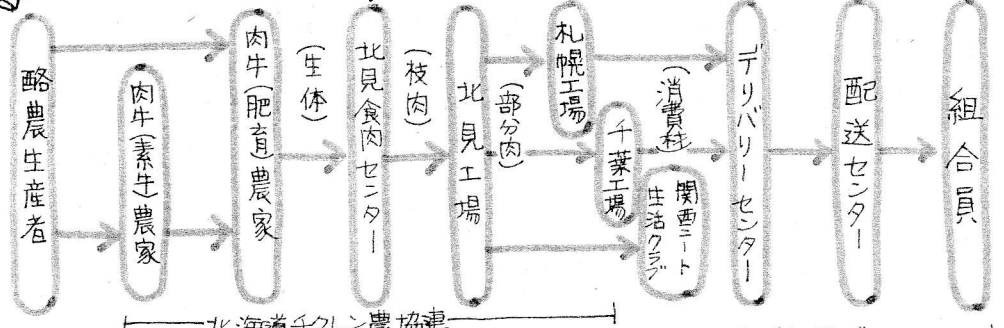 酪農生産者
肉牛(素牛)農家
肉牛(肥育)農家
(生体)
北見食肉センター
(枝肉)
北見工場
(部分肉)
札幌工場
千葉工場
(消費材)
関西ニート
生活クラブ
デリバリーセンター
配送センター
組合員
北海道チクレン農協連